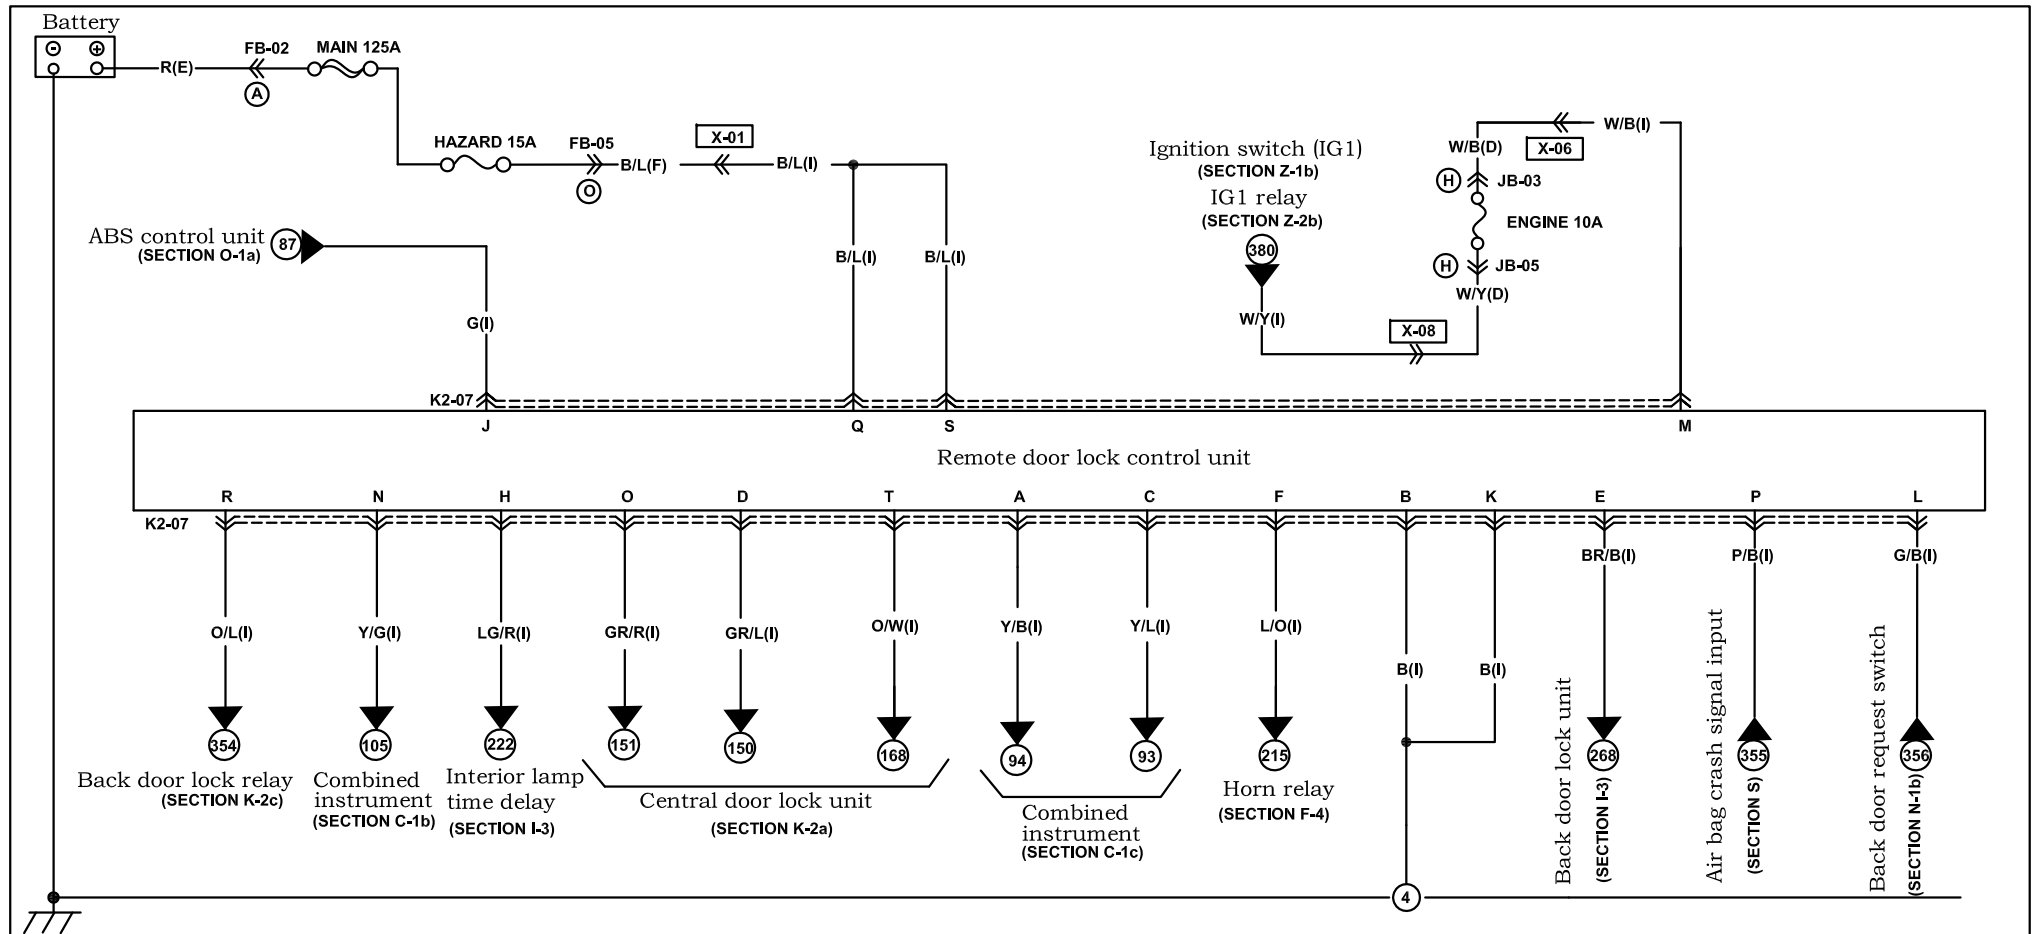 Battery
FB-02
MAIN 125A
R(E)
A
HAZARD 15A
FB-05
X-01
B/L(F)
B/L(I)
O
Ignition switch (IG1)
(SECTION Z-1b)
IG1 relay
(SECTION Z-2b)
380
W/B(I)
X-06
W/B(D)
H
JB-03
ENGINE 10A
H
JB-05
W/Y(D)
W/Y(I)
X-08
ABS control unit
(SECTION O-1a)
87
B/L(I)
B/L(I)
G(I)
K2-07
J
Q
S
M
Remote door lock control unit
R
N
H
O
D
T
A
C
F
B
K
E
P
L
K2-07
O/L(I)
Y/G(I)
LG/R(I)
GR/R(I)
GR/L(I)
O/W(I)
Y/B(I)
Y/L(I)
L/O(I)
B(I)
B(I)
BR/B(I)
P/B(I)
G/B(I)
354
105
222
151
150
168
94
93
215
268
355
356
Back door lock relay
(SECTION K-2c)
Combined
instrument
(SECTION C-1b)
Interior lamp
time delay
(SECTION I-3)
Central door lock unit
(SECTION K-2a)
Combined
instrument
(SECTION C-1c)
Horn relay
(SECTION F-4)
Back door lock unit
(SECTION I-3)
Air bag crash signal input
(SECTION S)
Back door request switch
(SECTION N-1b)
4